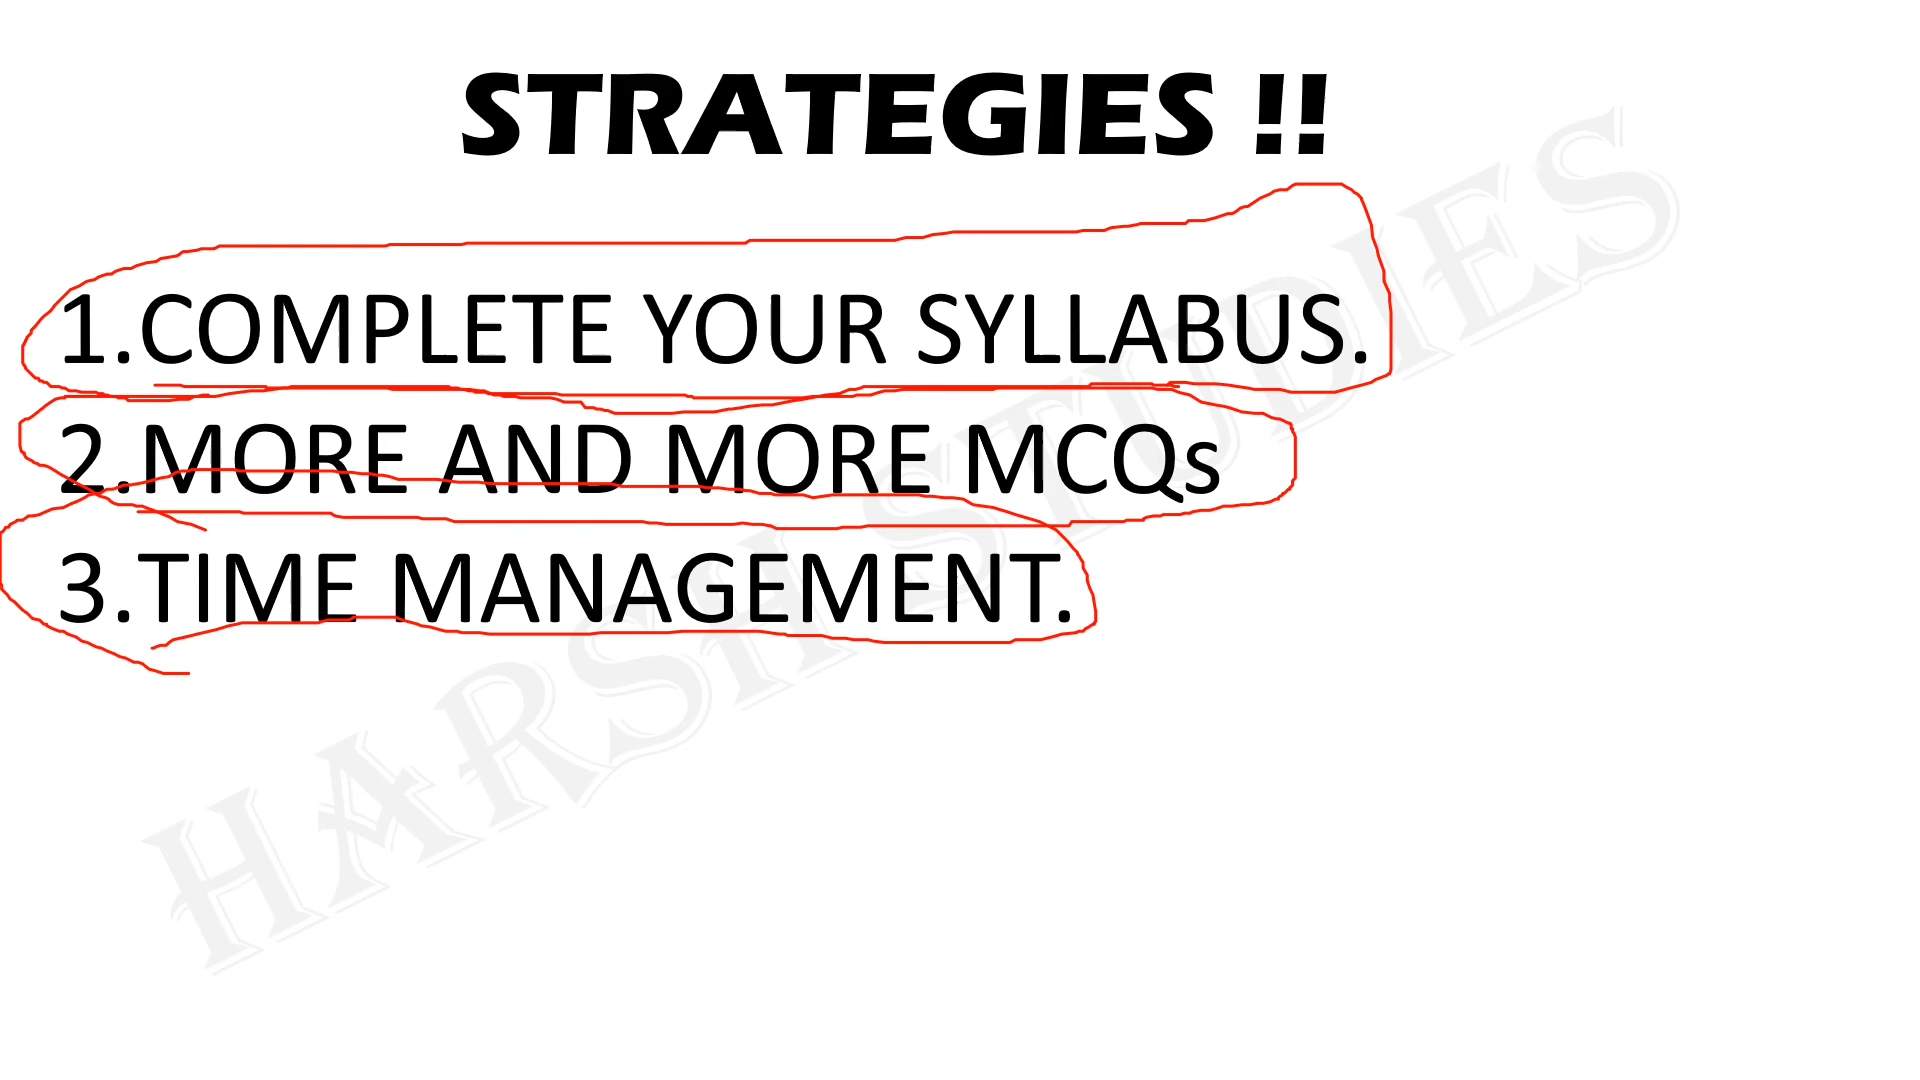 STRATEGIES !!
1.COMPLETE YOUR SYLLABUS.
2.MORE AND MORE MCQs
3.TIME MANAGEMENT.
HARSH STUDIES